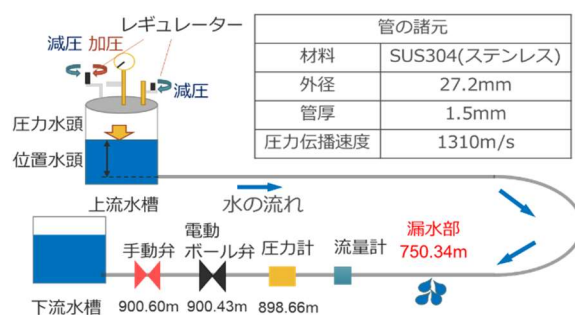 レギュレーター
減圧 加圧
減圧
圧力水頭
位置水頭
上流水槽
管の諸元
材料 SUS304(ステンレス)
外径 27.2mm
管厚 1.5mm
圧力伝播速度 1310m/s
水の流れ
漏水部
750.34m
電動
手動弁 ボール弁 圧力計 流量計
下流水槽
900.60m 900.43m 898.66m